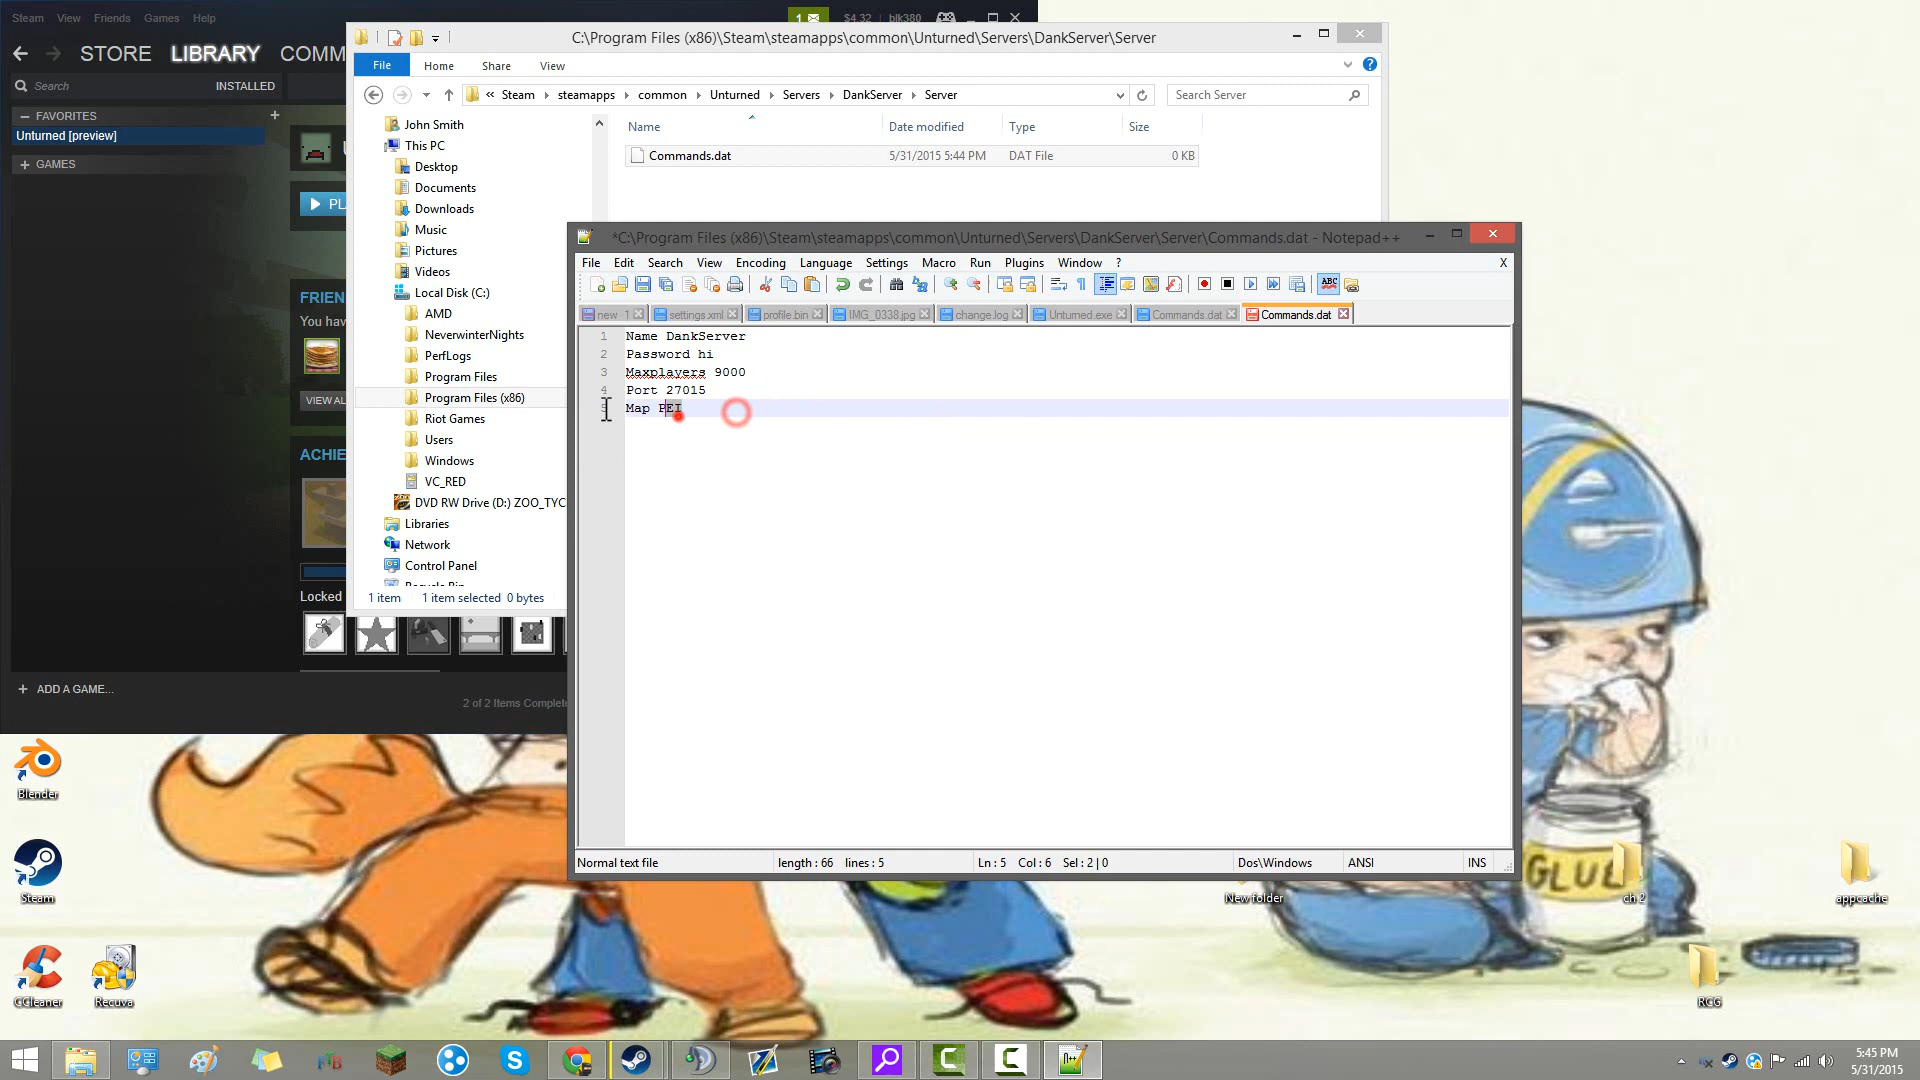 Steam View Friends Games Help
1 $4.32 blk380
STORE LIBRARY COMM
Search INSTALLED
FAVORITES
Unturned [preview]
GAMES
PL
FRIEN
You hav
VIEW AL
ACHIE
Locked
ADD A GAME...
2 of 2 Items Complete
C:\Program Files (x86)\Steam\steamapps\common\Unturned\Servers\DankServer\Server
File Home Share View
« Steam steamapps common Unturned Servers DankServer Server
Search Server
Name Date modified Type Size
Commands.dat 5/31/2015 5:44 PM DAT File 0 KB
John Smith
This PC
Desktop
Documents
Downloads
Music
Pictures
Videos
Local Disk (C:)
AMD
NeverwinterNights
PerfLogs
Program Files
Program Files (x86)
Riot Games
Users
Windows
VC_RED
DVD RW Drive (D:) ZOO_TYC
Libraries
Network
Control Panel
Recycle Bin
1 item 1 item selected 0 bytes
*C:\Program Files (x86)\Steam\steamapps\common\Unturned\Servers\DankServer\Server\Commands.dat - Notepad++
File Edit Search View Encoding Language Settings Macro Run Plugins Window ? X
ABC
new 1 settings.xml profile.bin IMG_0338.jpg change.log Unturned.exe Commands.dat Commands.dat
1 Name DankServer
2 Password hi
3 Maxplayers 9000
4 Port 27015
5 Map PEI
Normal text file length : 66 lines : 5 Ln : 5 Col : 6 Sel : 2 | 0 Dos\Windows ANSI INS
GLUE
Blender
Steam
CCleaner
Recuva
New folder
ch 2
appcache
RCG
5:45 PM
5/31/2015